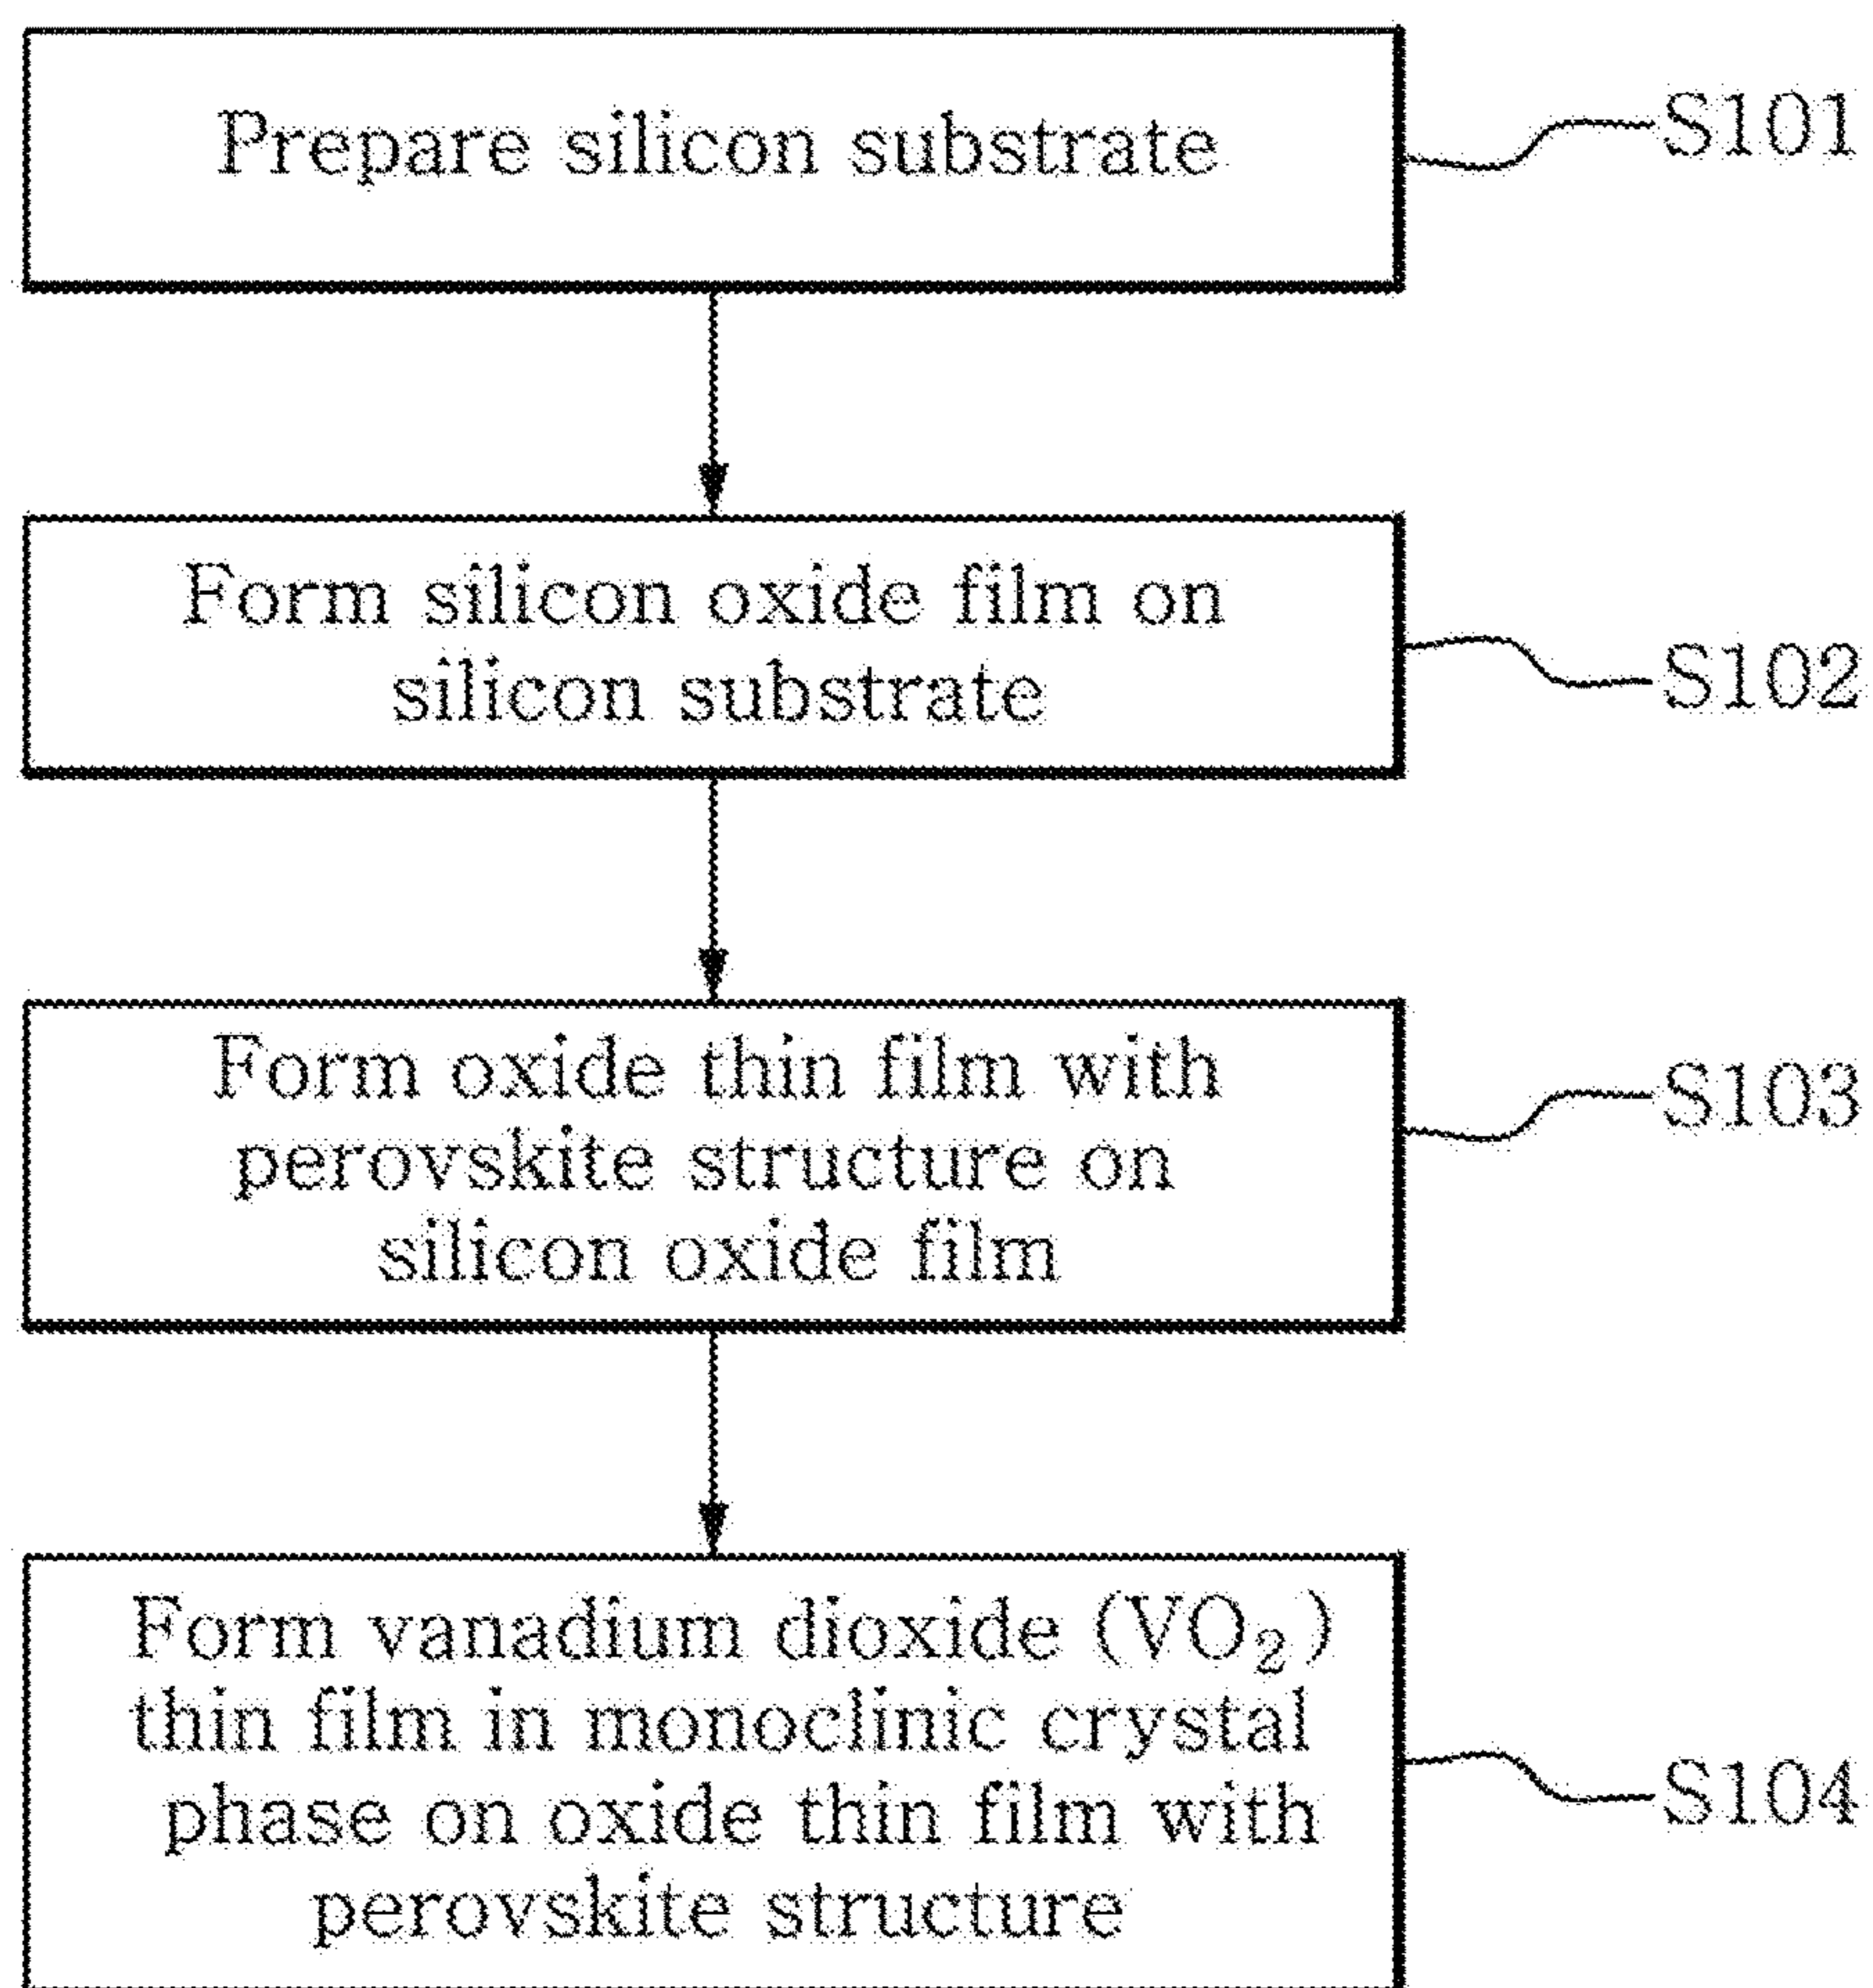 Prepare silicon substrate
S101
Form silicon oxide film on
silicon substrate
S102
Form oxide thin film with
perovskite structure on
silicon oxide film
S103
Form vanadium dioxide (VO₂)
thin film in monoclinic crystal
phase on oxide thin film with
perovskite structure
S104